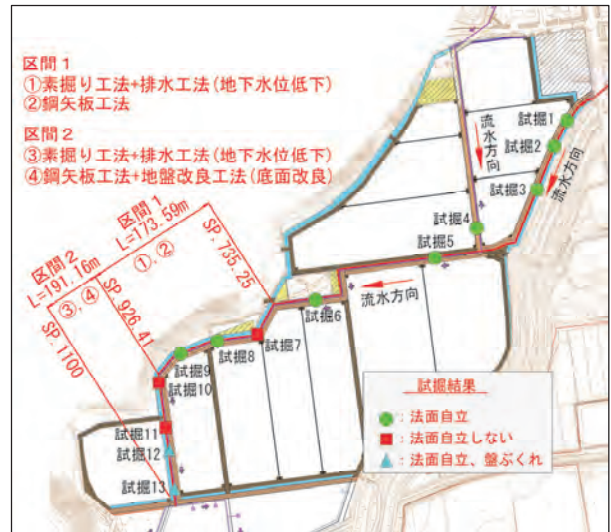 区間1
①素掘り工法+排水工法(地下水位低下)
②鋼矢板工法
区間2
③素掘り工法+排水工法(地下水位低下)
④鋼矢板工法+地盤改良工法(底面改良)
区間1
L=173.59m
①,②
区間2
L=191.16m
③,④
SP.735.25
SP.926.41
SP.1100
流水方向
流水方向
流水方向
試掘1
試掘2
試掘3
試掘4
試掘5
試掘6
試掘7
試掘8
試掘9
試掘10
試掘11
試掘12
試掘13
試掘結果
:法面自立
:法面自立しない
:法面自立、盤ぶくれ